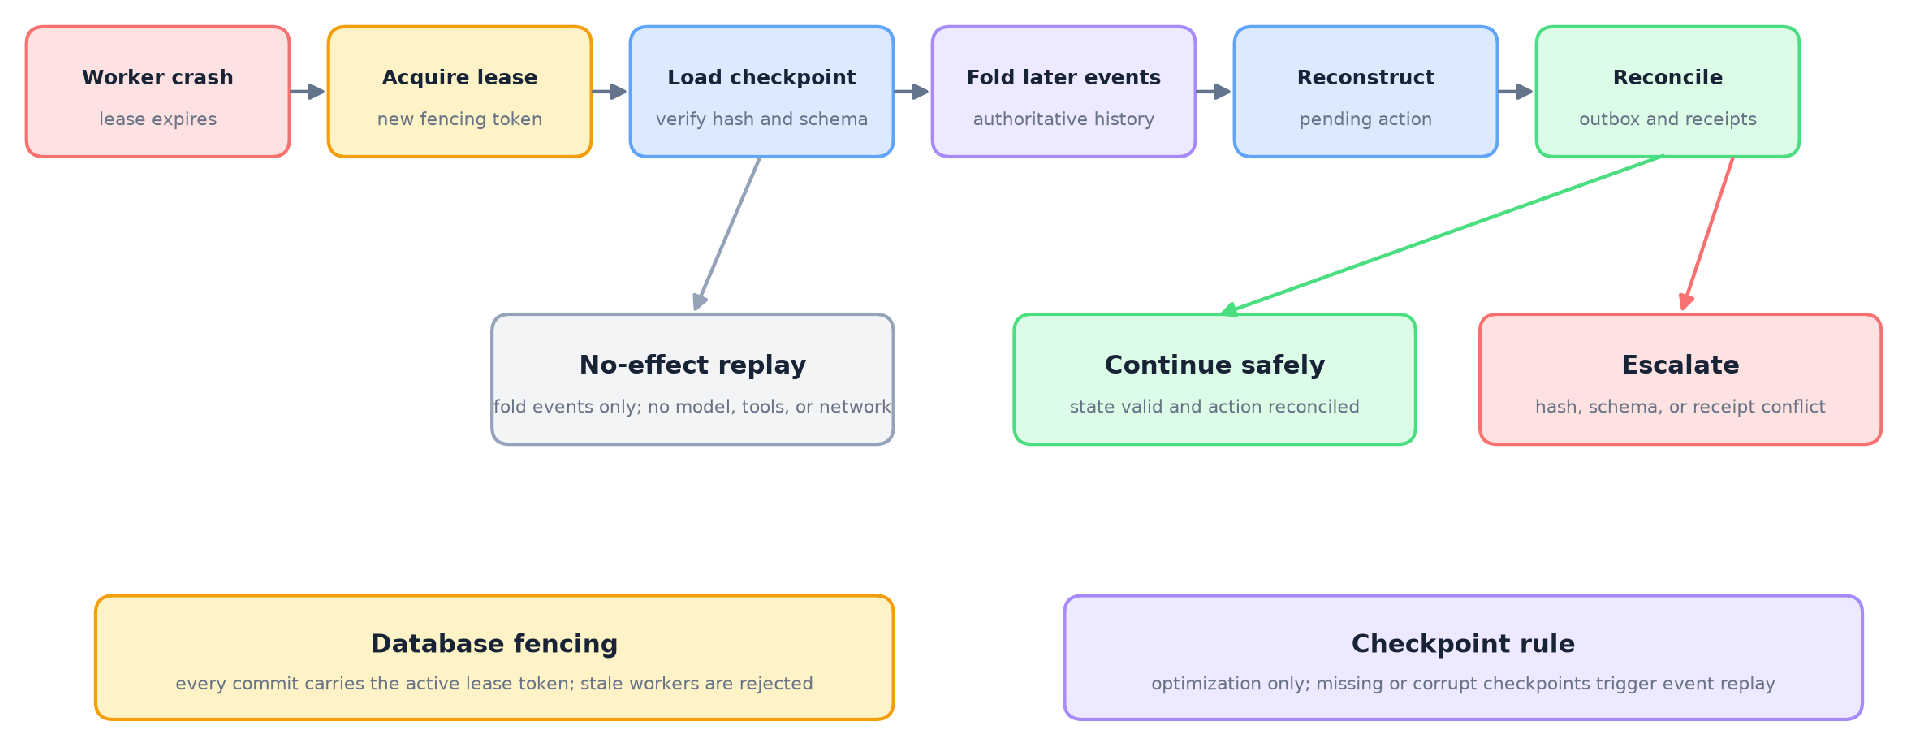 Worker crash
lease expires
Acquire lease
new fencing token
Load checkpoint
verify hash and schema
Fold later events
authoritative history
Reconstruct
pending action
Reconcile
outbox and receipts
No-effect replay
fold events only; no model, tools, or network
Continue safely
state valid and action reconciled
Escalate
hash, schema, or receipt conflict
Database fencing
every commit carries the active lease token; stale workers are rejected
Checkpoint rule
optimization only; missing or corrupt checkpoints trigger event replay